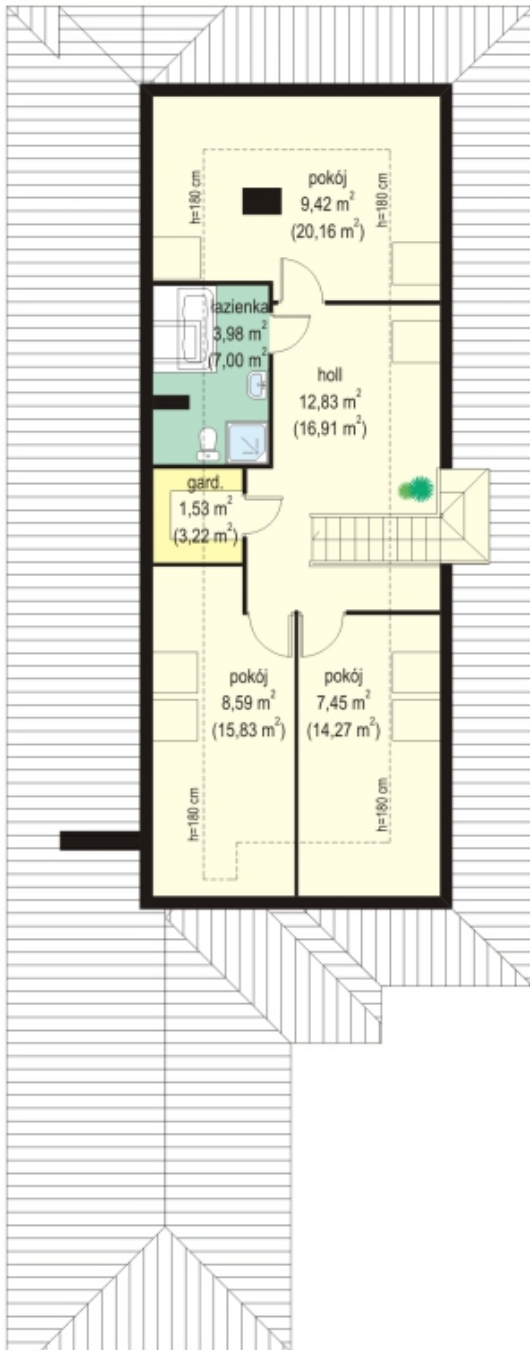 pokój
9,42 m²
(20,16 m²)
h=180 cm
h=180 cm
łazienka
3,98 m²
(7,00 m²)
holl
12,83 m²
(16,91 m²)
gard.
1,53 m²
(3,22 m²)
pokój
8,59 m²
(15,83 m²)
pokój
7,45 m²
(14,27 m²)
h=180 cm
h=180 cm